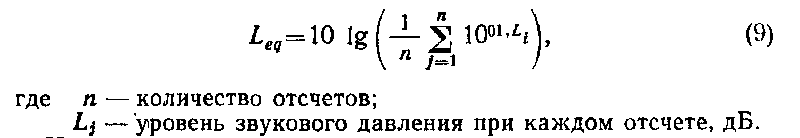 L_eq = 10 lg ( 1/n ∑_{j=1}^{n} 10^{01,L_i} ),    (9)
где n — количество отсчетов;
L_j — уровень звукового давления при каждом отсчете, дБ.